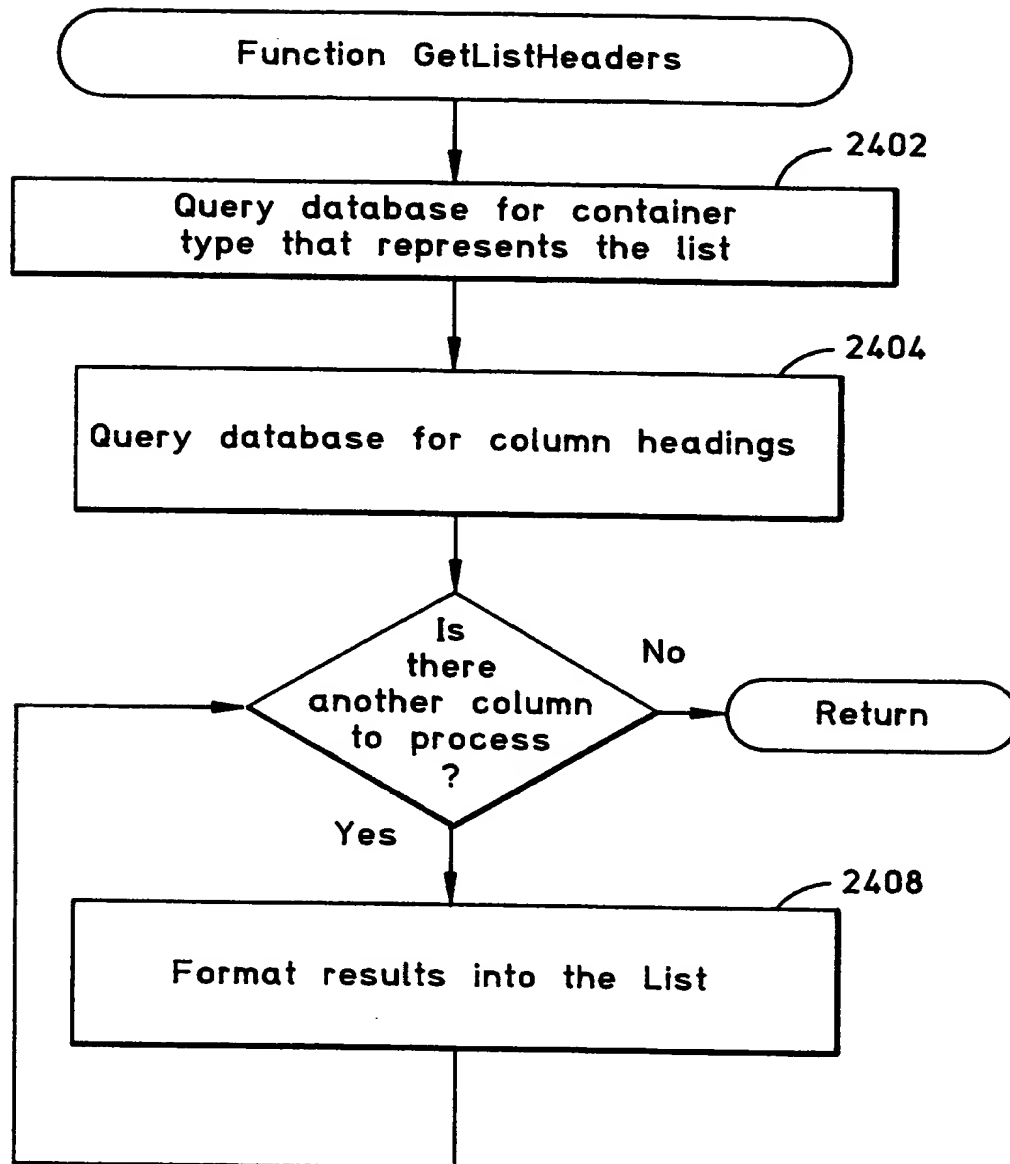 Function GetListHeaders
2402
Query database for container
type that represents the list
2404
Query database for column headings
Is
there
another column
to process
?
No
Return
Yes
2408
Format results into the List